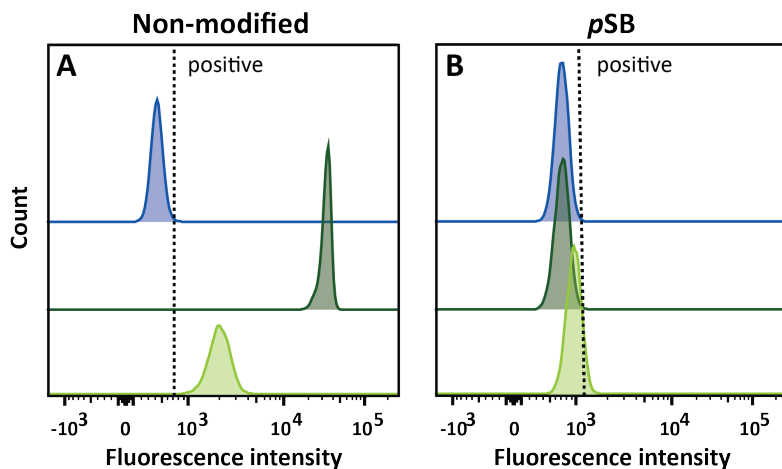 Non-modified
pSB
A
positive
B
positive
Count
-10³ 0 10³ 10⁴ 10⁵
-10³ 0 10³ 10⁴ 10⁵
Fluorescence intensity
Fluorescence intensity